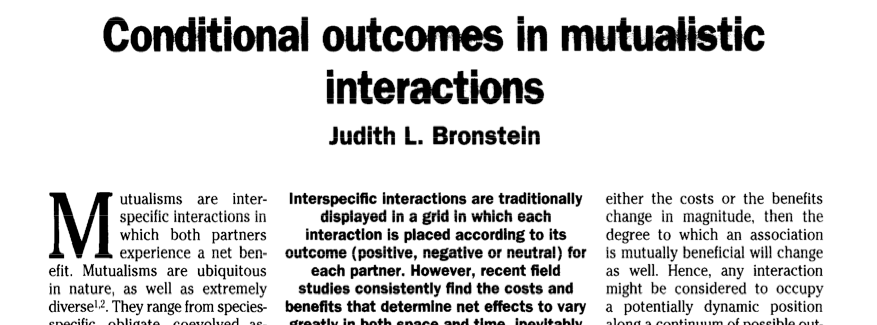 Conditional outcomes in mutualistic
interactions
Judith L. Bronstein
Mutualisms are inter-
specific interactions in
which both partners
experience a net ben-
efit. Mutualisms are ubiquitous
in nature, as well as extremely
diverse1,2. They range from species-
specific, obligate, coevolved as-
Interspecific interactions are traditionally
displayed in a grid in which each
interaction is placed according to its
outcome (positive, negative or neutral) for
each partner. However, recent field
studies consistently find the costs and
benefits that determine net effects to vary
greatly in both space and time, inevitably
either the costs or the benefits
change in magnitude, then the
degree to which an association
is mutually beneficial will change
as well. Hence, any interaction
might be considered to occupy
a potentially dynamic position
along a continuum of possible out-